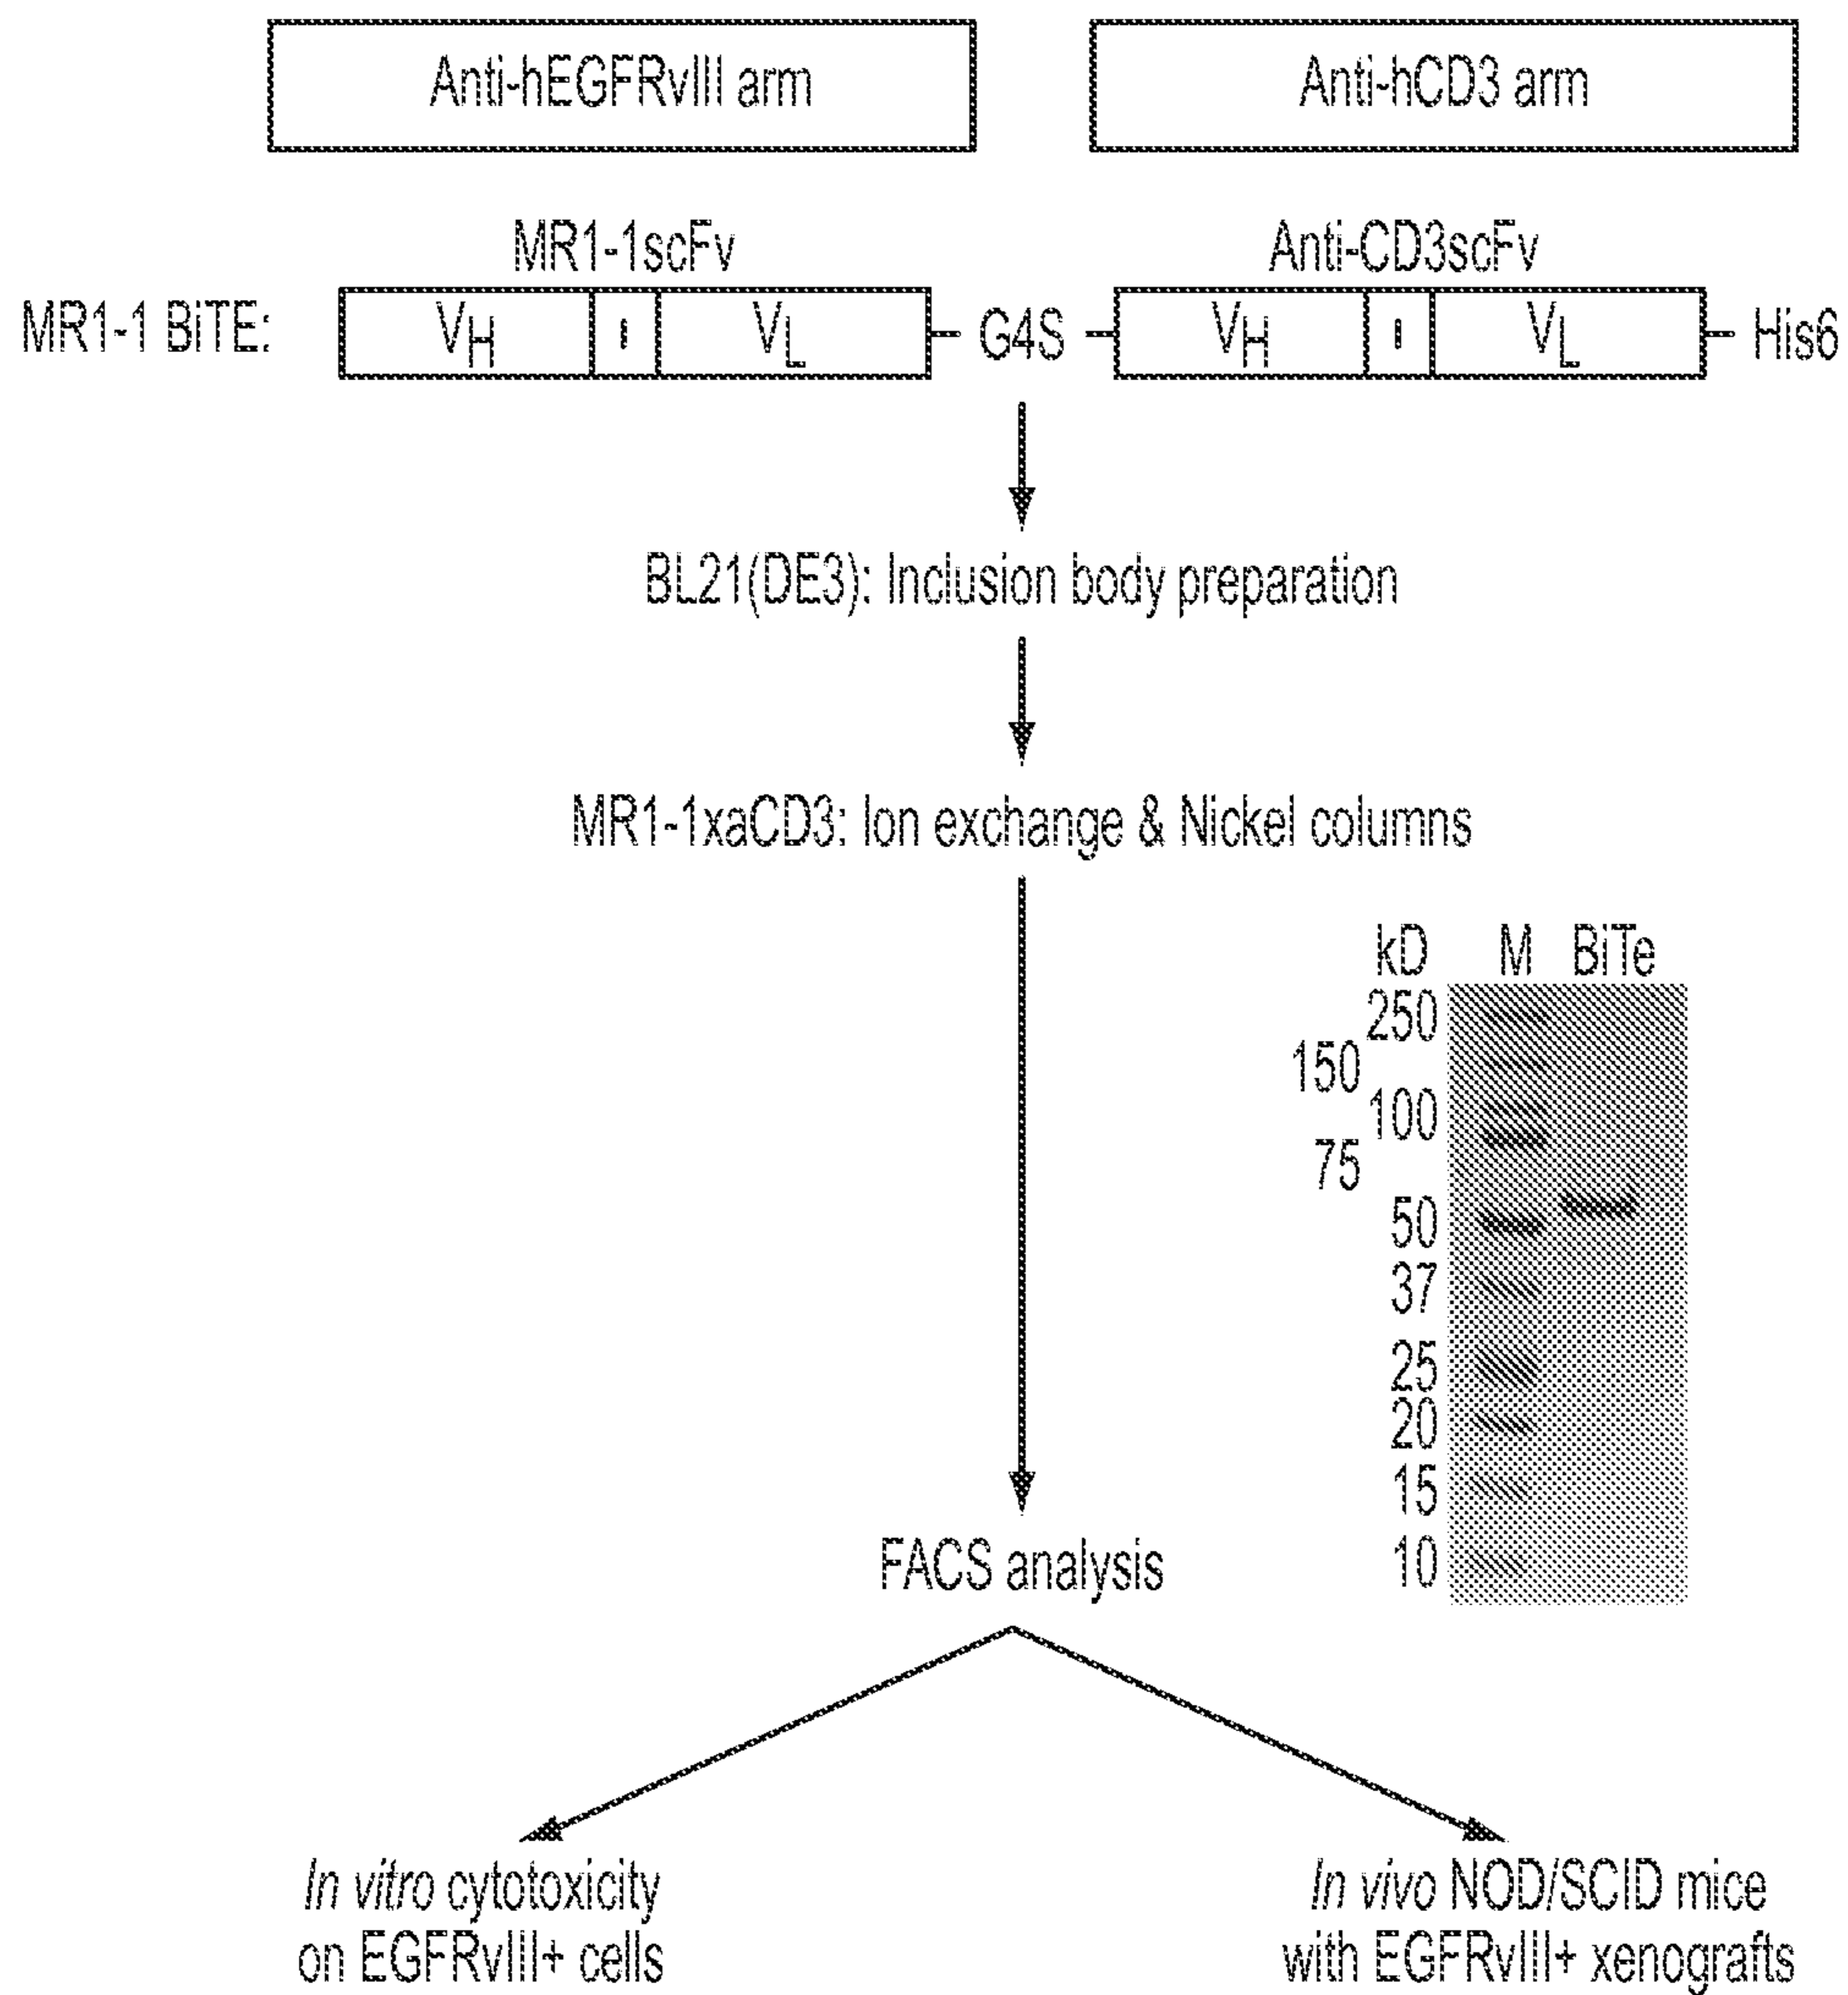 Anti-hEGFRvIII arm
Anti-hCD3 arm
MR1-1scFv
Anti-CD3scFv
MR1-1 BiTE:
VH
VL
G4S
VH
VL
His6
BL21(DE3): Inclusion body preparation
MR1-1xaCD3: Ion exchange & Nickel columns
kD M BiTe
250
150
100
75
50
37
25
20
15
10
FACS analysis
In vitro cytotoxicity
on EGFRvIII+ cells
In vivo NOD/SCID mice
with EGFRvIII+ xenografts